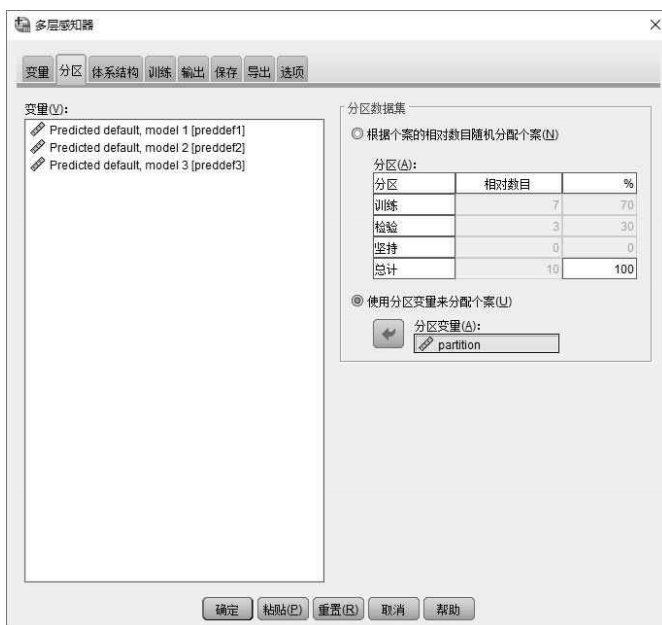 多层感知器
变量 分区 体系结构 训练 输出 保存 导出 选项
变量(V):
Predicted default, model 1 [preddef1]
Predicted default, model 2 [preddef2]
Predicted default, model 3 [preddef3]
分区数据集
根据个案的相对数目随机分配个案(N)
分区(A):
分区 相对数目 %
训练 7 70
检验 3 30
坚持 0 0
总计 10 100
使用分区变量来分配个案(U)
分区变量(A):
partition
确定 粘贴(P) 重置(R) 取消 帮助